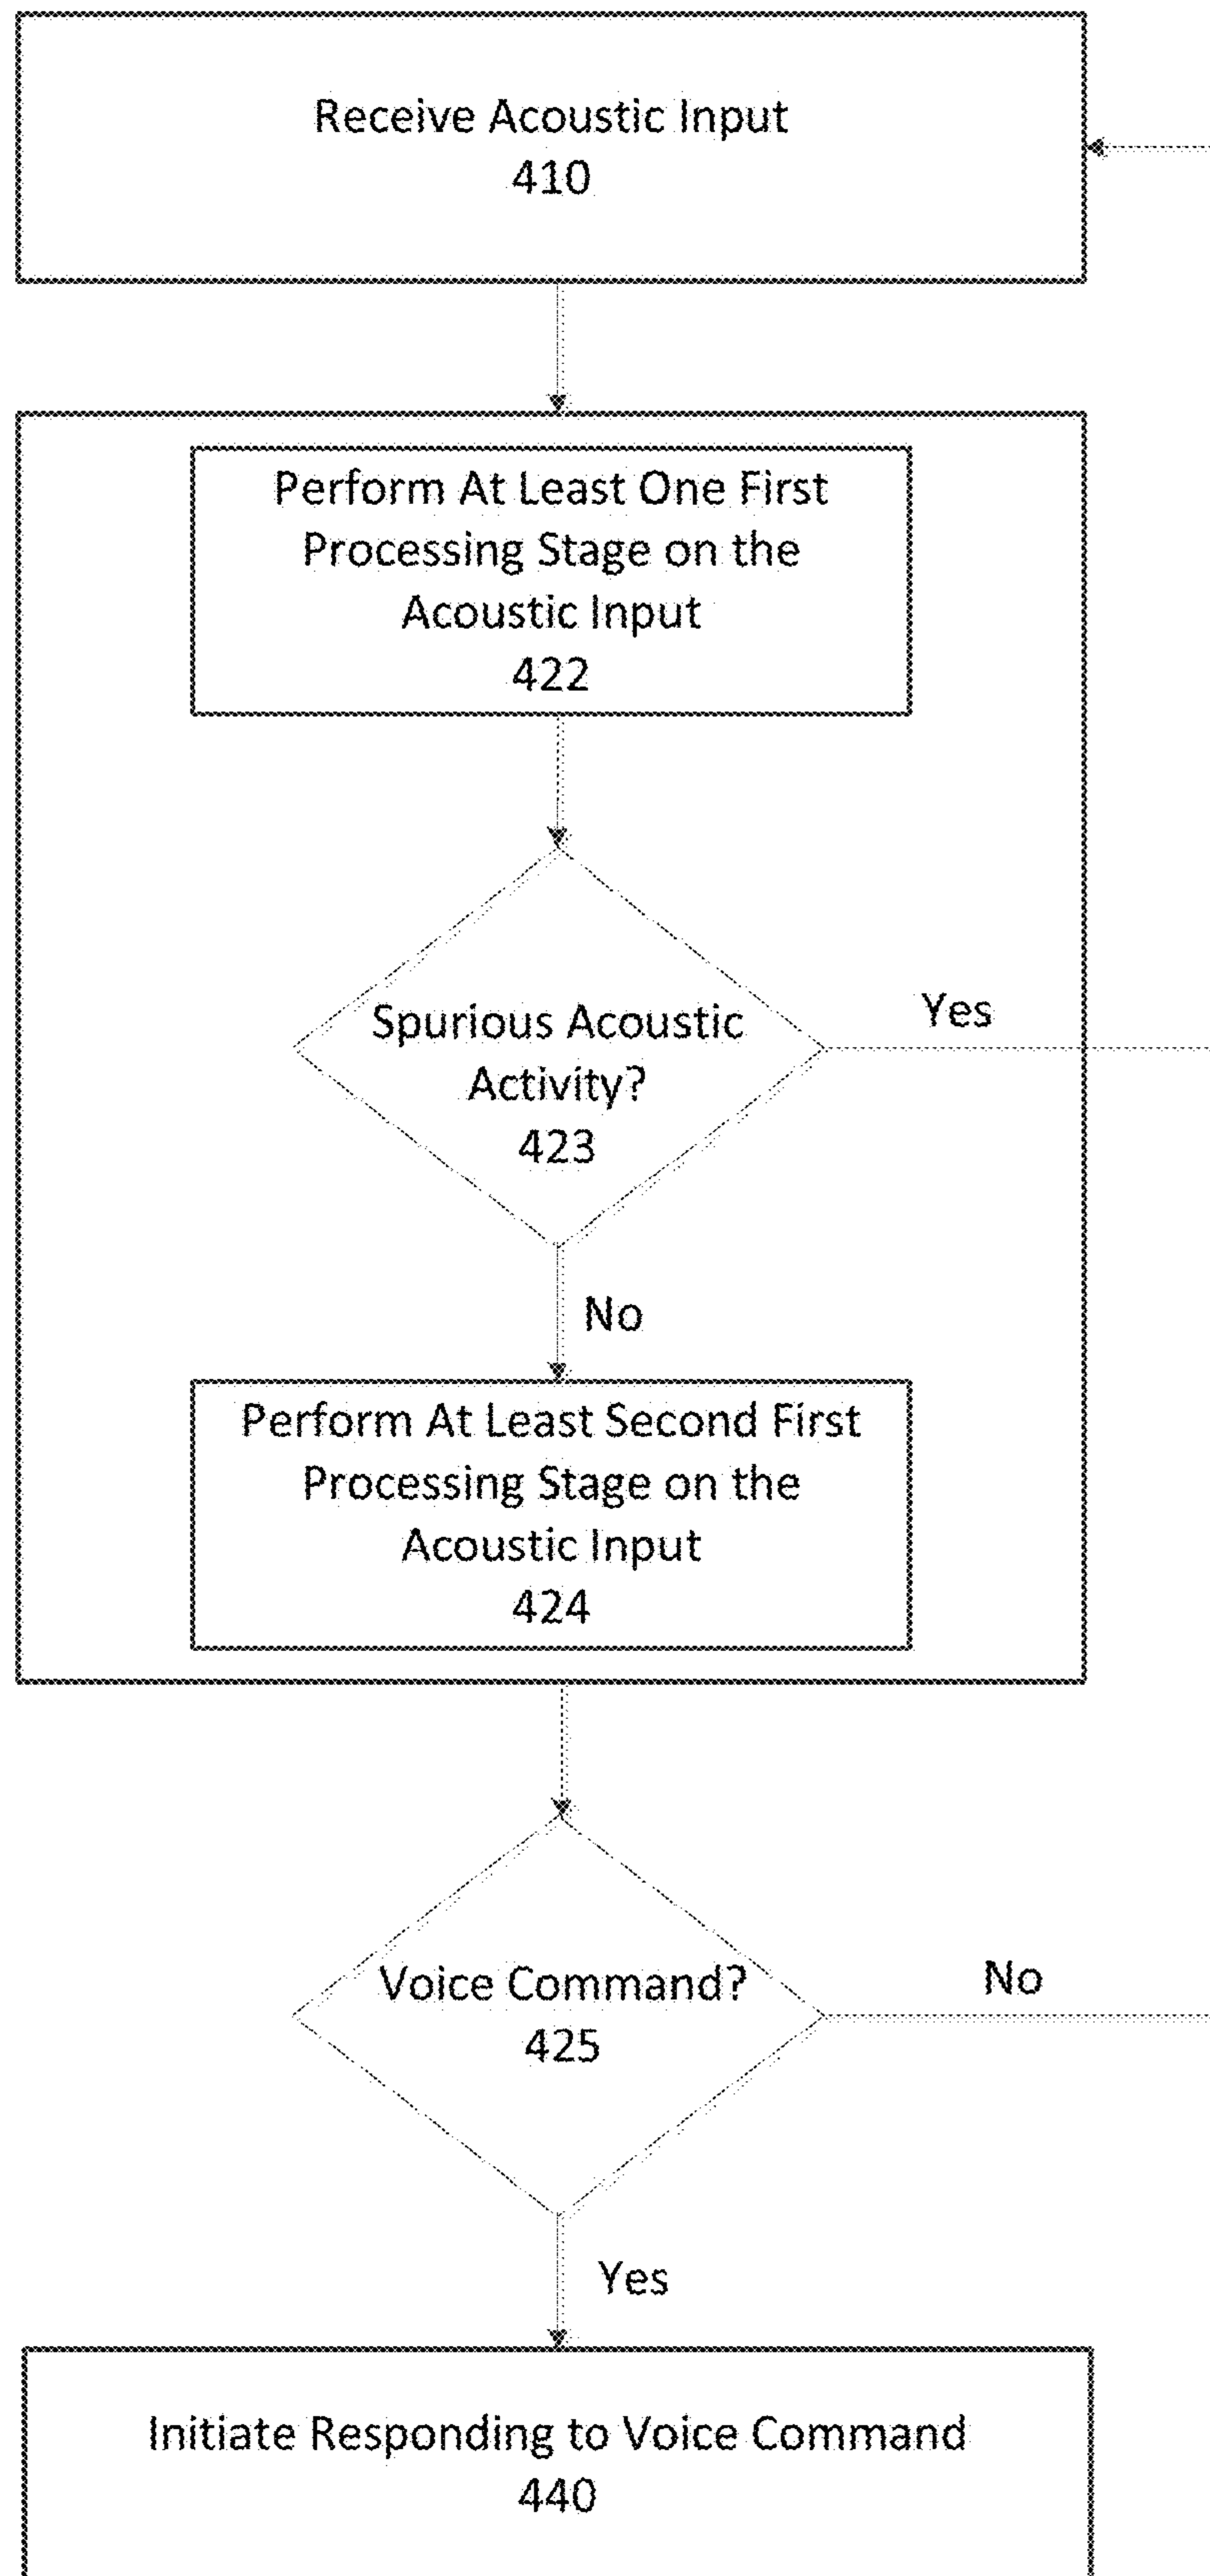 Receive Acoustic Input
410
Perform At Least One First
Processing Stage on the
Acoustic Input
422
Spurious Acoustic
Activity?
423
Yes
No
Perform At Least Second First
Processing Stage on the
Acoustic Input
424
Voice Command?
425
No
Yes
Initiate Responding to Voice Command
440